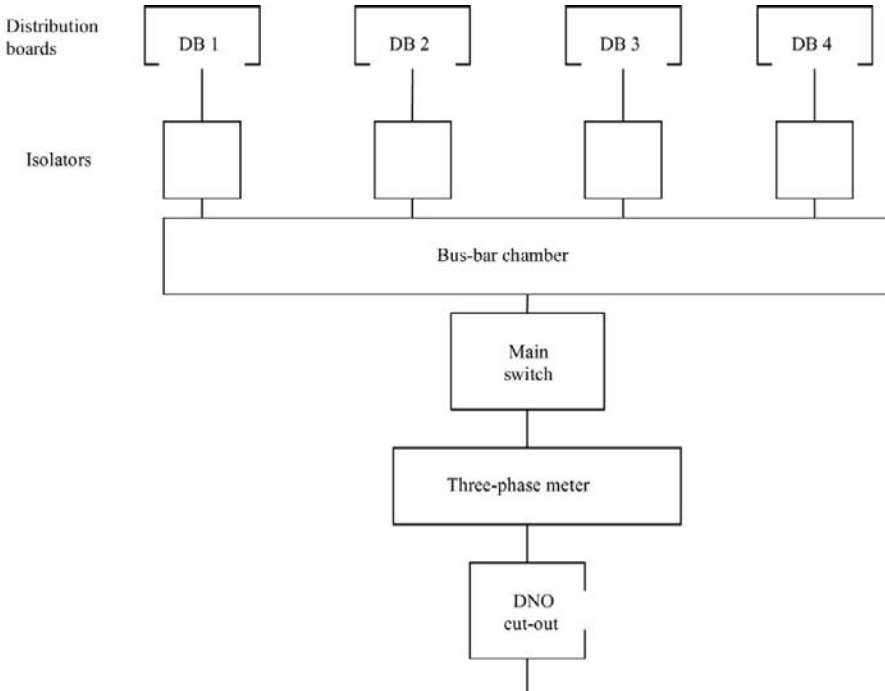 Distribution
boards
DB 1
DB 2
DB 3
DB 4
Isolators
Bus-bar chamber
Main
switch
Three-phase meter
DNO
cut-out